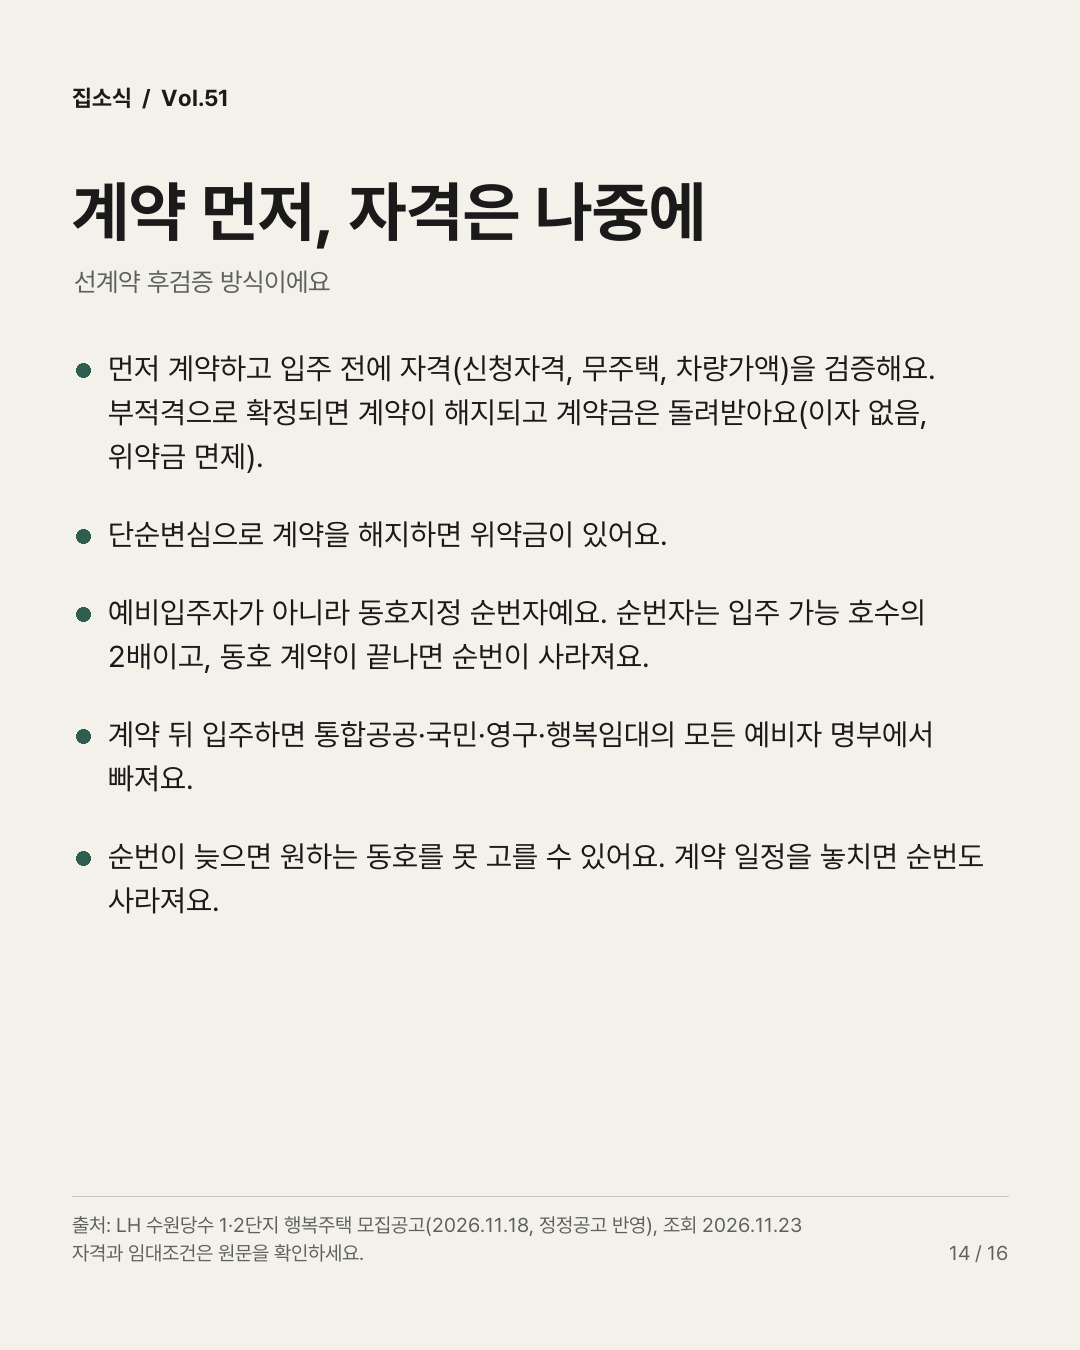 집소식 / Vol.51
계약 먼저, 자격은 나중에
선계약 후검증 방식이에요
먼저 계약하고 입주 전에 자격(신청자격, 무주택, 차량가액)을 검증해요.
부적격으로 확정되면 계약이 해지되고 계약금은 돌려받아요(이자 없음,
위약금 면제).
단순변심으로 계약을 해지하면 위약금이 있어요.
예비입주자가 아니라 동호지정 순번자예요. 순번자는 입주 가능 호수의
2배이고, 동호 계약이 끝나면 순번이 사라져요.
계약 뒤 입주하면 통합공공·국민·영구·행복임대의 모든 예비자 명부에서
빠져요.
순번이 늦으면 원하는 동호를 못 고를 수 있어요. 계약 일정을 놓치면 순번도
사라져요.
출처: LH 수원당수 1·2단지 행복주택 모집공고(2026.11.18, 정정공고 반영), 조회 2026.11.23
자격과 임대조건은 원문을 확인하세요.
14 / 16